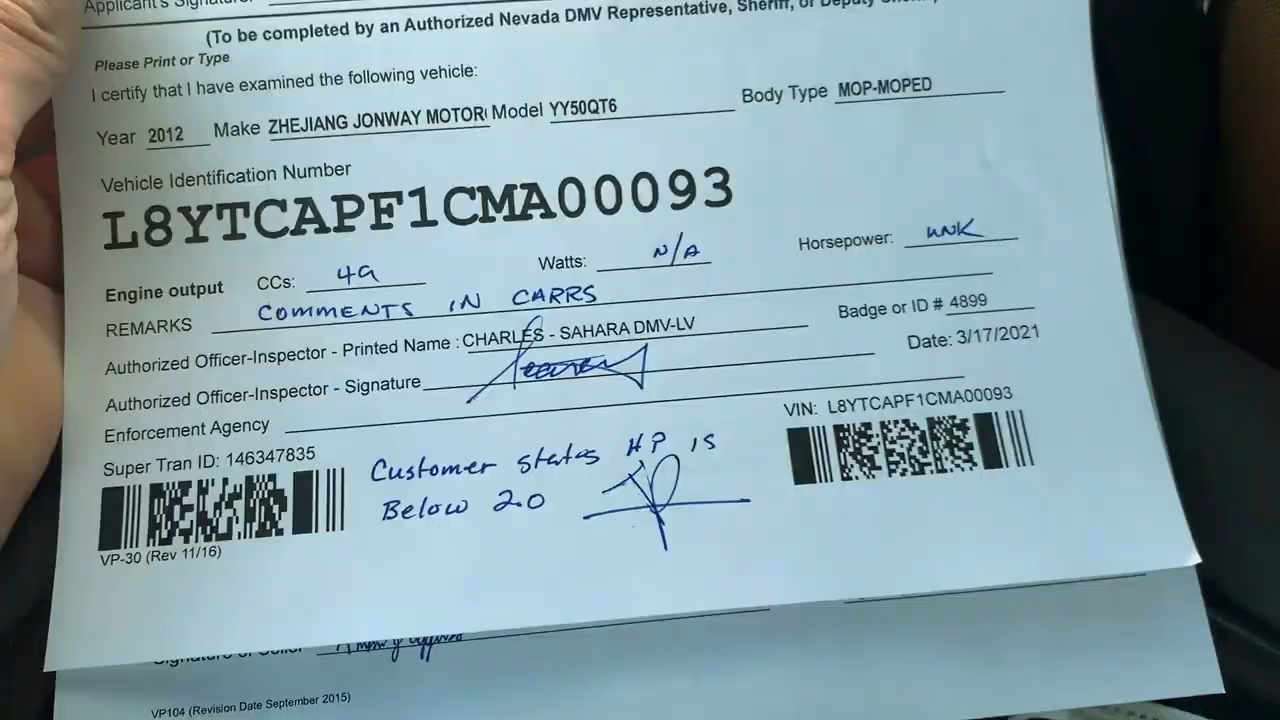 Applicant's Signature:
(To be completed by an Authorized Nevada DMV Representative, Sheriff, or Deputy
Please Print or Type
I certify that I have examined the following vehicle:
Year 2012 Make ZHEJIANG JONWAY MOTOR Model YY50QT6 Body Type MOP-MOPED
Vehicle Identification Number
L8YTCAPF1CMA00093
Engine output CCs: 49 Watts: N/A Horsepower: UNK
REMARKS COMMENTS IN CARRS
Authorized Officer-Inspector - Printed Name : CHARLES - SAHARA DMV-LV Badge or ID # 4899
Authorized Officer-Inspector - Signature Date: 3/17/2021
Enforcement Agency
Super Tran ID: 146347835 VIN: L8YTCAPF1CMA00093
Customer states HP is
Below 2.0
VP-30 (Rev 11/16)
Signature of Seller
VP104 (Revision Date September 2015)